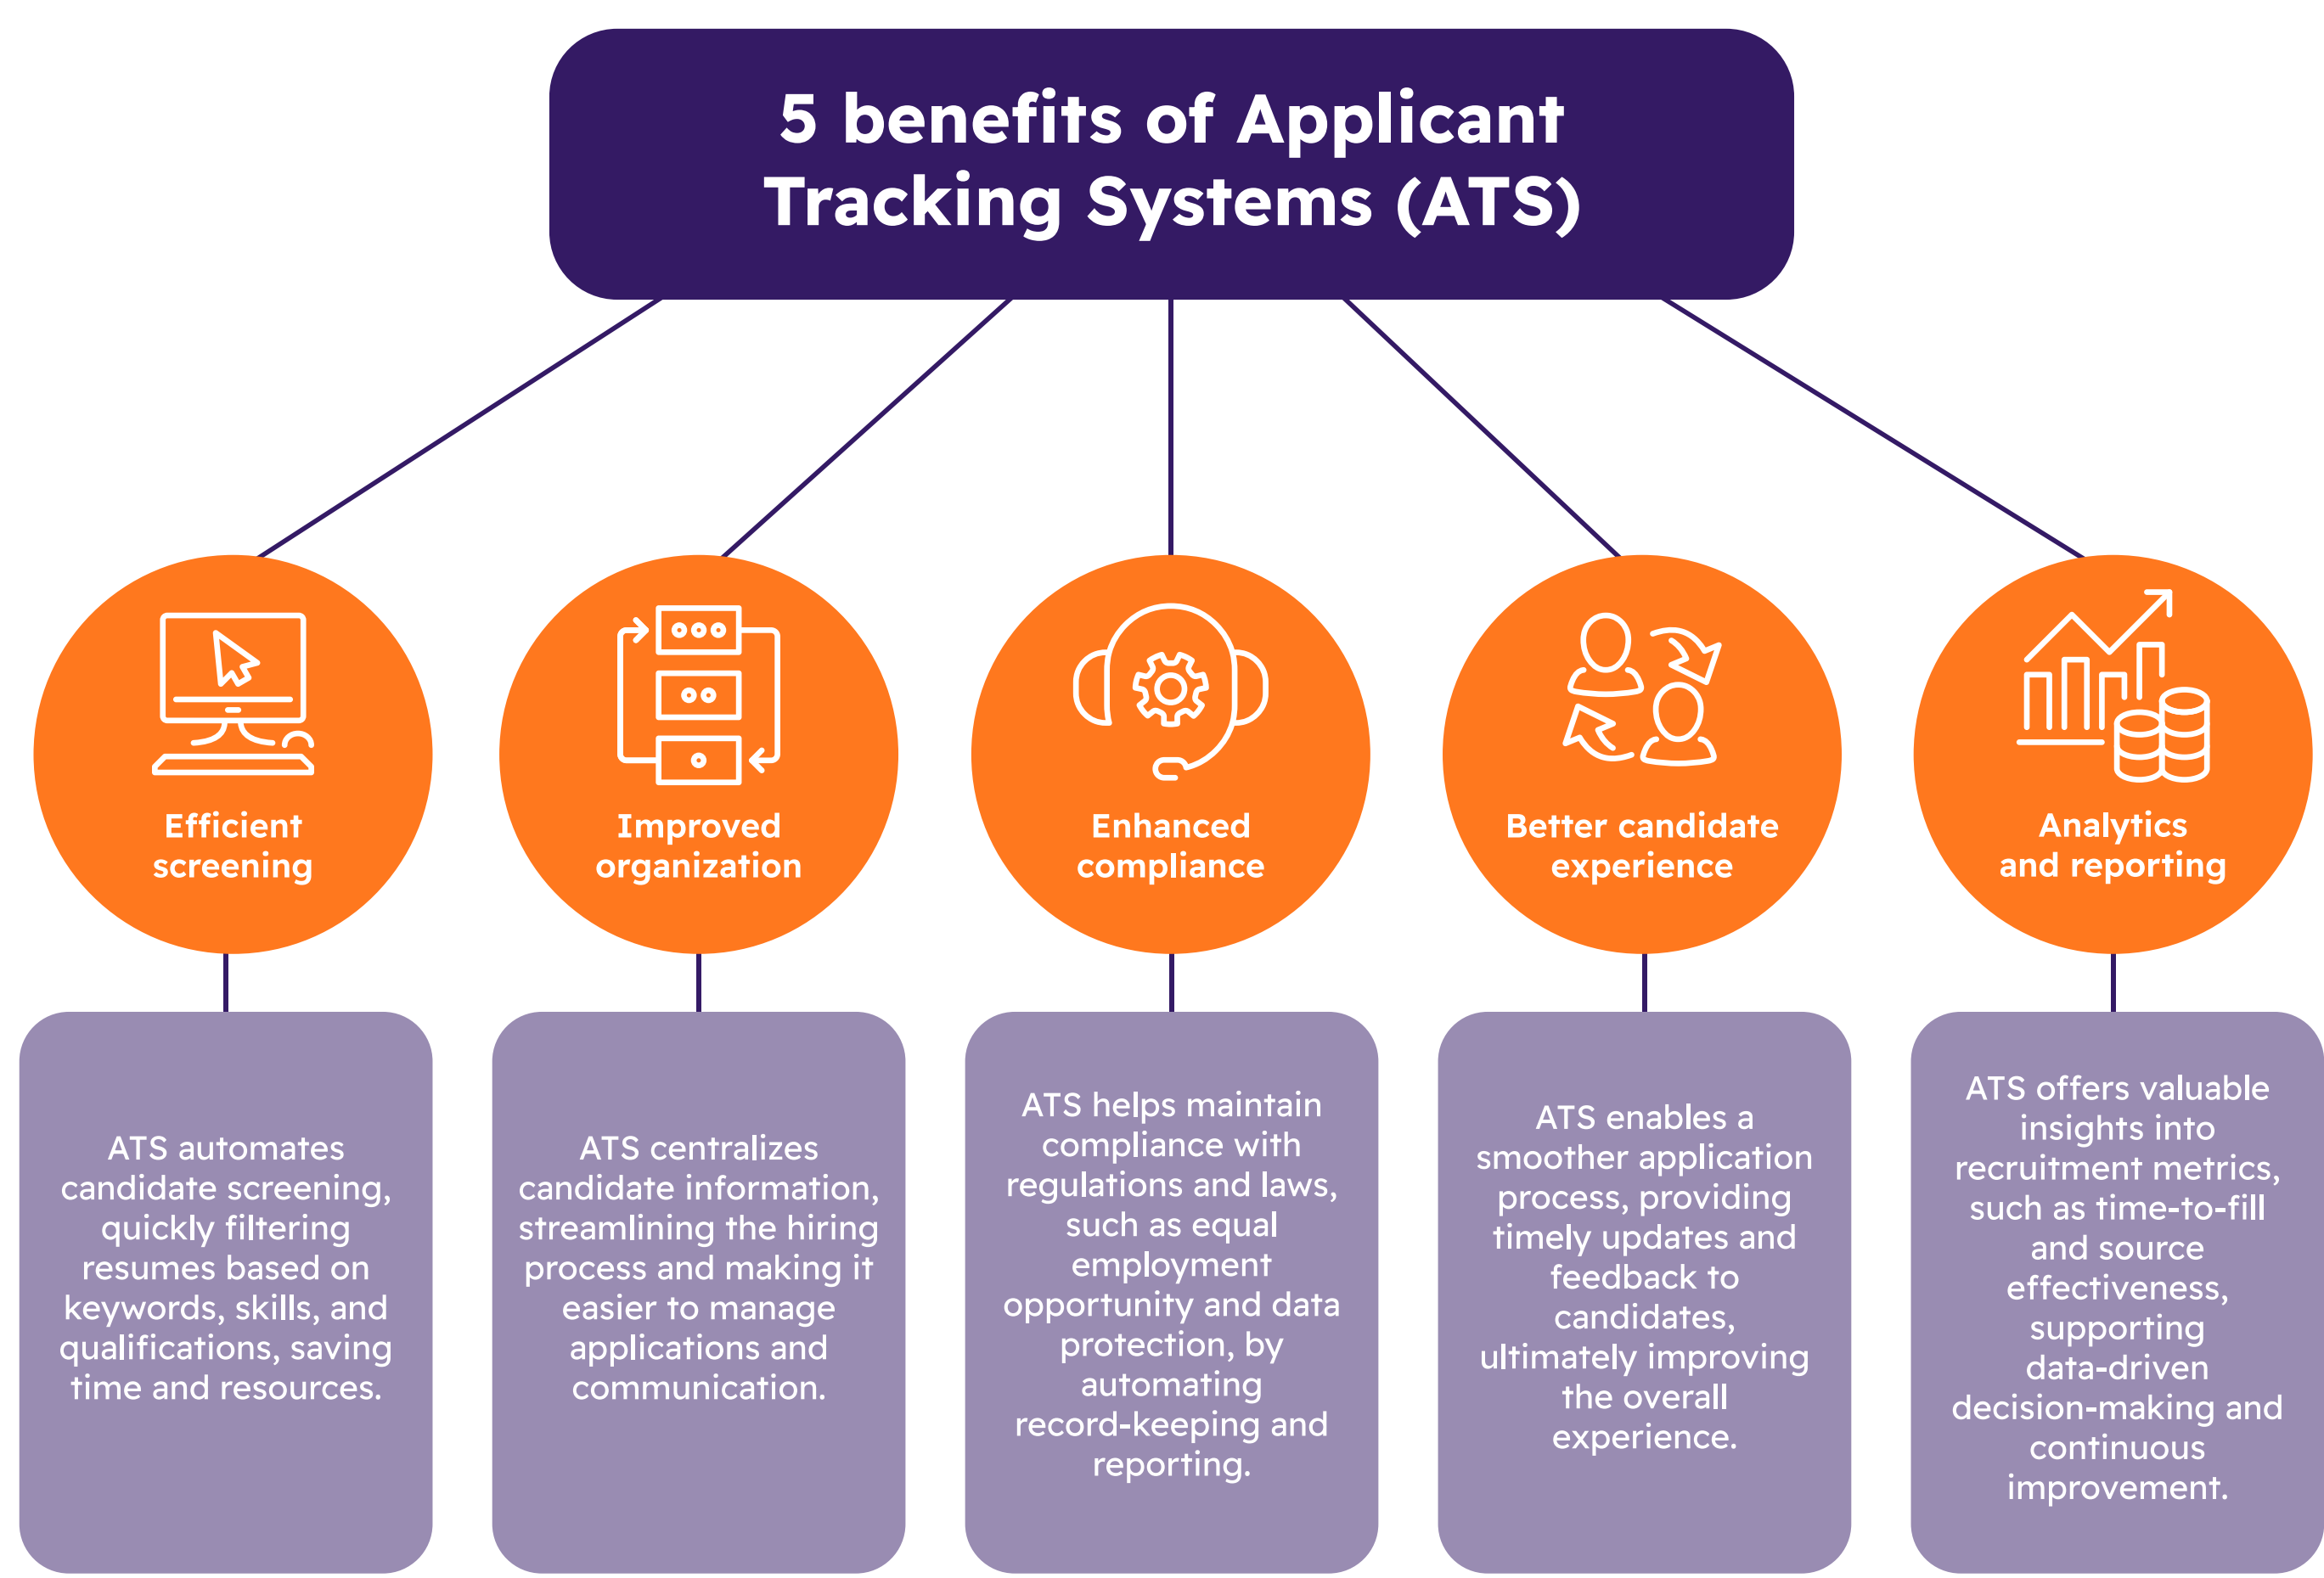 5 benefits of Applicant
Tracking Systems (ATS)
Efficient
screening
Improved
organization
Enhanced
compliance
Better candidate
experience
Analytics
and reporting
ATS automates
candidate screening,
quickly filtering
resumes based on
keywords, skills, and
qualifications, saving
time and resources.
ATS centralizes
candidate information,
streamlining the hiring
process and making it
easier to manage
applications and
communication.
ATS helps maintain
compliance with
regulations and laws,
such as equal
employment
opportunity and data
protection, by
automating
record-keeping and
reporting.
ATS enables a
smoother application
process, providing
timely updates and
feedback to
candidates,
ultimately improving
the overall
experience.
ATS offers valuable
insights into
recruitment metrics,
such as time-to-fill
and source
effectiveness,
supporting
data-driven
decision-making and
continuous
improvement.